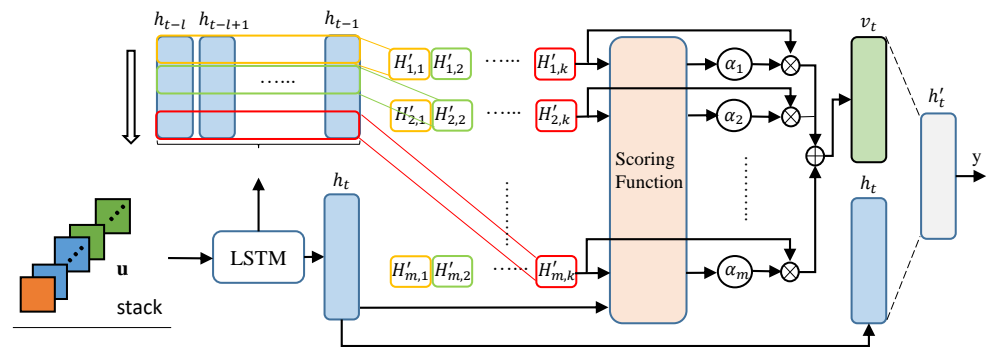 h_{t-l} h_{t-l+1} h_{t-1}
v_t
H'_{1,1} H'_{1,2} ...... H'_{1,k} α_1
h'_t
......
H'_{2,1} H'_{2,2} ...... H'_{2,k} α_2
Scoring
Function
y
h_t
h_t
u
LSTM
H'_{m,1} H'_{m,2} ...... H'_{m,k} α_m
stack